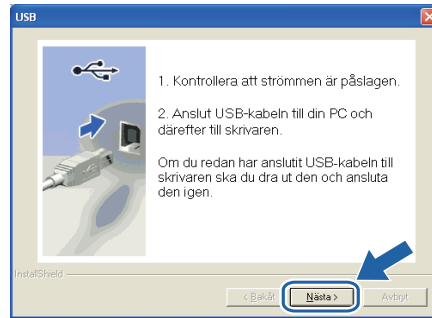 USB
1. Kontrollera att strömmen är påslagen.
2. Anslut USB-kabeln till din PC och
därefter till skrivaren.
Om du redan har anslutit USB-kabeln till
skrivaren ska du dra ut den och ansluta
den igen.
InstallShield
< Bakåt Nästa > Avbryt